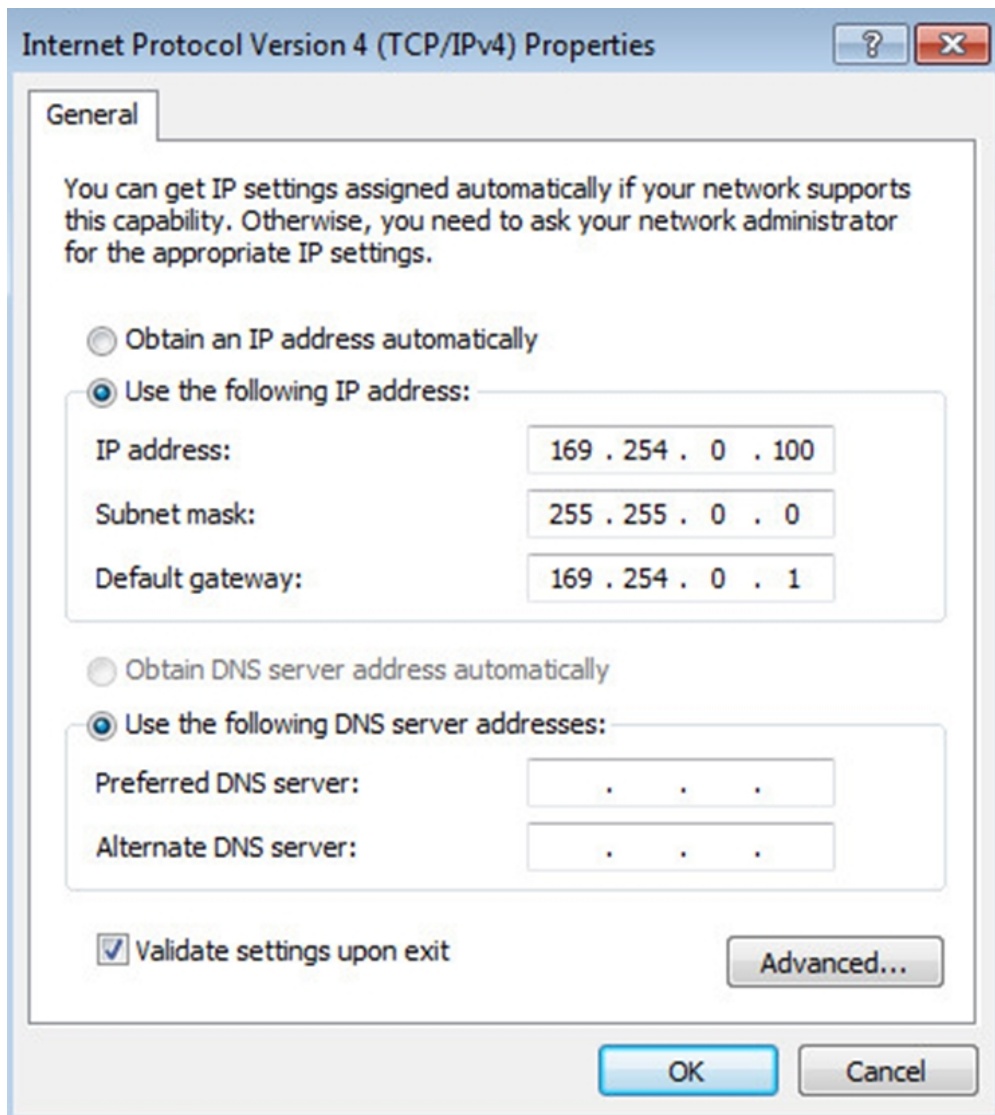 Internet Protocol Version 4 (TCP/IPv4) Properties
?
General
You can get IP settings assigned automatically if your network supports
this capability. Otherwise, you need to ask your network administrator
for the appropriate IP settings.
Obtain an IP address automatically
Use the following IP address:
IP address: 169 . 254 . 0 . 100
Subnet mask: 255 . 255 . 0 . 0
Default gateway: 169 . 254 . 0 . 1
Obtain DNS server address automatically
Use the following DNS server addresses:
Preferred DNS server: . . .
Alternate DNS server: . . .
Validate settings upon exit
Advanced...
OK Cancel